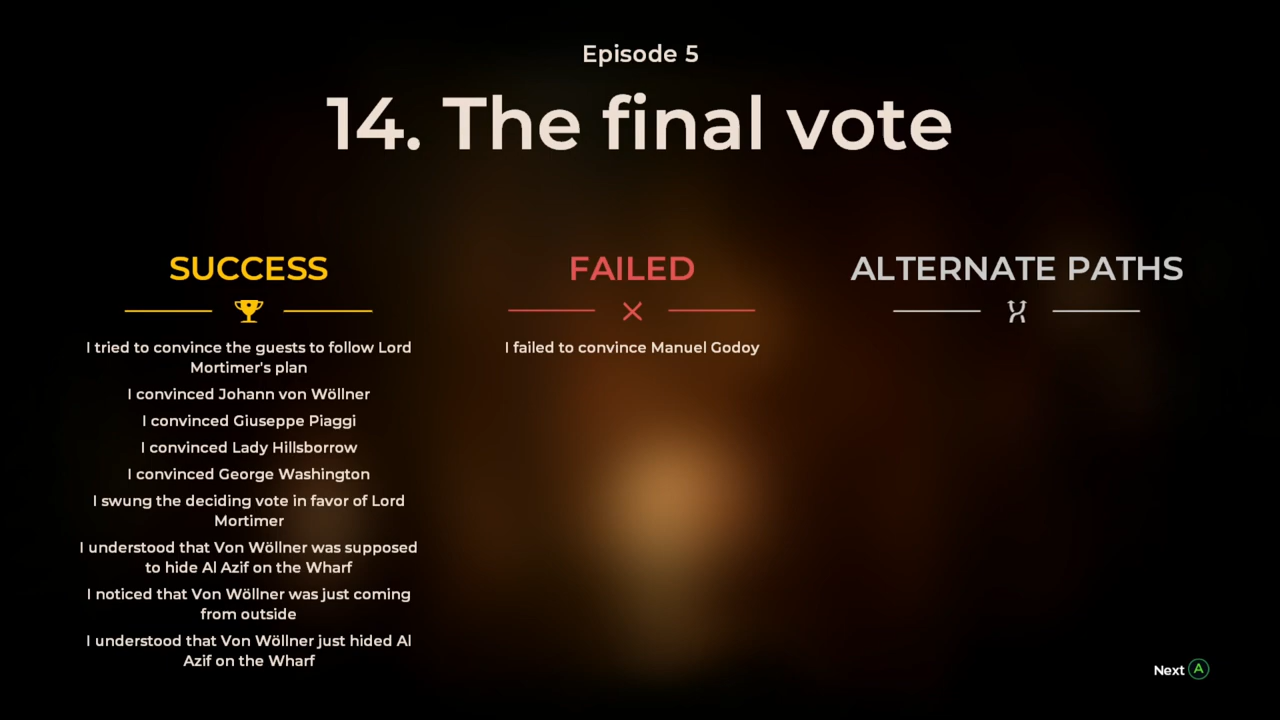 Episode 5
14. The final vote
SUCCESS
I tried to convince the guests to follow Lord
Mortimer's plan
I convinced Johann von Wöllner
I convinced Giuseppe Piaggi
I convinced Lady Hillsborrow
I convinced George Washington
I swung the deciding vote in favor of Lord
Mortimer
I understood that Von Wöllner was supposed
to hide Al Azif on the Wharf
I noticed that Von Wöllner was just coming
from outside
I understood that Von Wöllner just hided Al
Azif on the Wharf
FAILED
I failed to convince Manuel Godoy
ALTERNATE PATHS
Next A